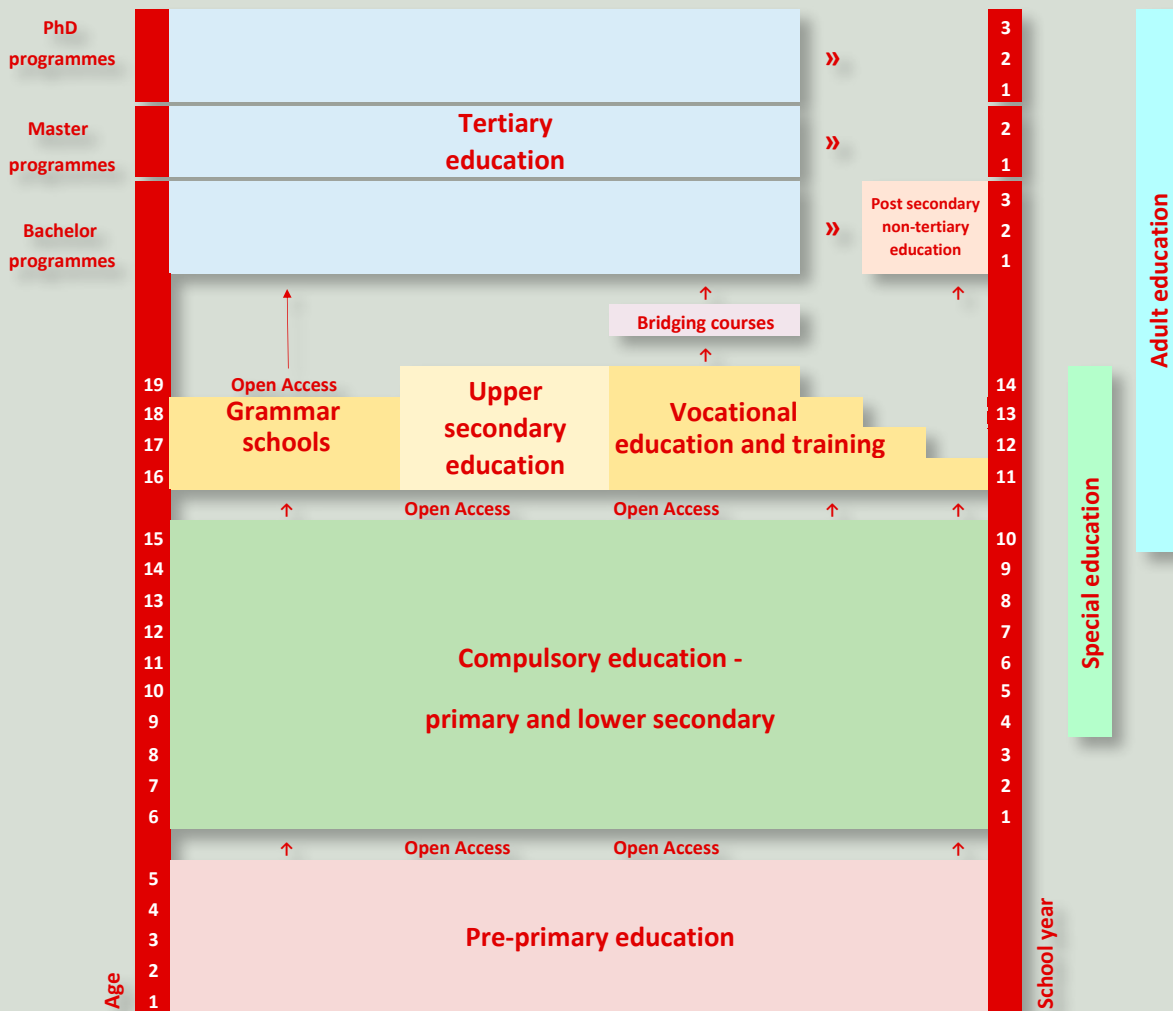 PhD
programmes
»
3
2
1
Master
programmes
Tertiary
education
»
2
1
Bachelor
programmes
»
Post secondary
non-tertiary
education
3
2
1
↑
↑
Bridging courses
↑
19
Open Access
14
18
Grammar
schools
Upper
secondary
education
Vocational
education and training
13
17
12
16
11
↑
Open Access
Open Access
↑
↑
15
10
14
9
13
8
12
7
11
Compulsory education -
6
10
5
9
primary and lower secondary
4
8
3
7
2
6
1
↑
Open Access
Open Access
↑
5
4
3
Pre-primary education
2
1
Age
School year
Special education
Adult education